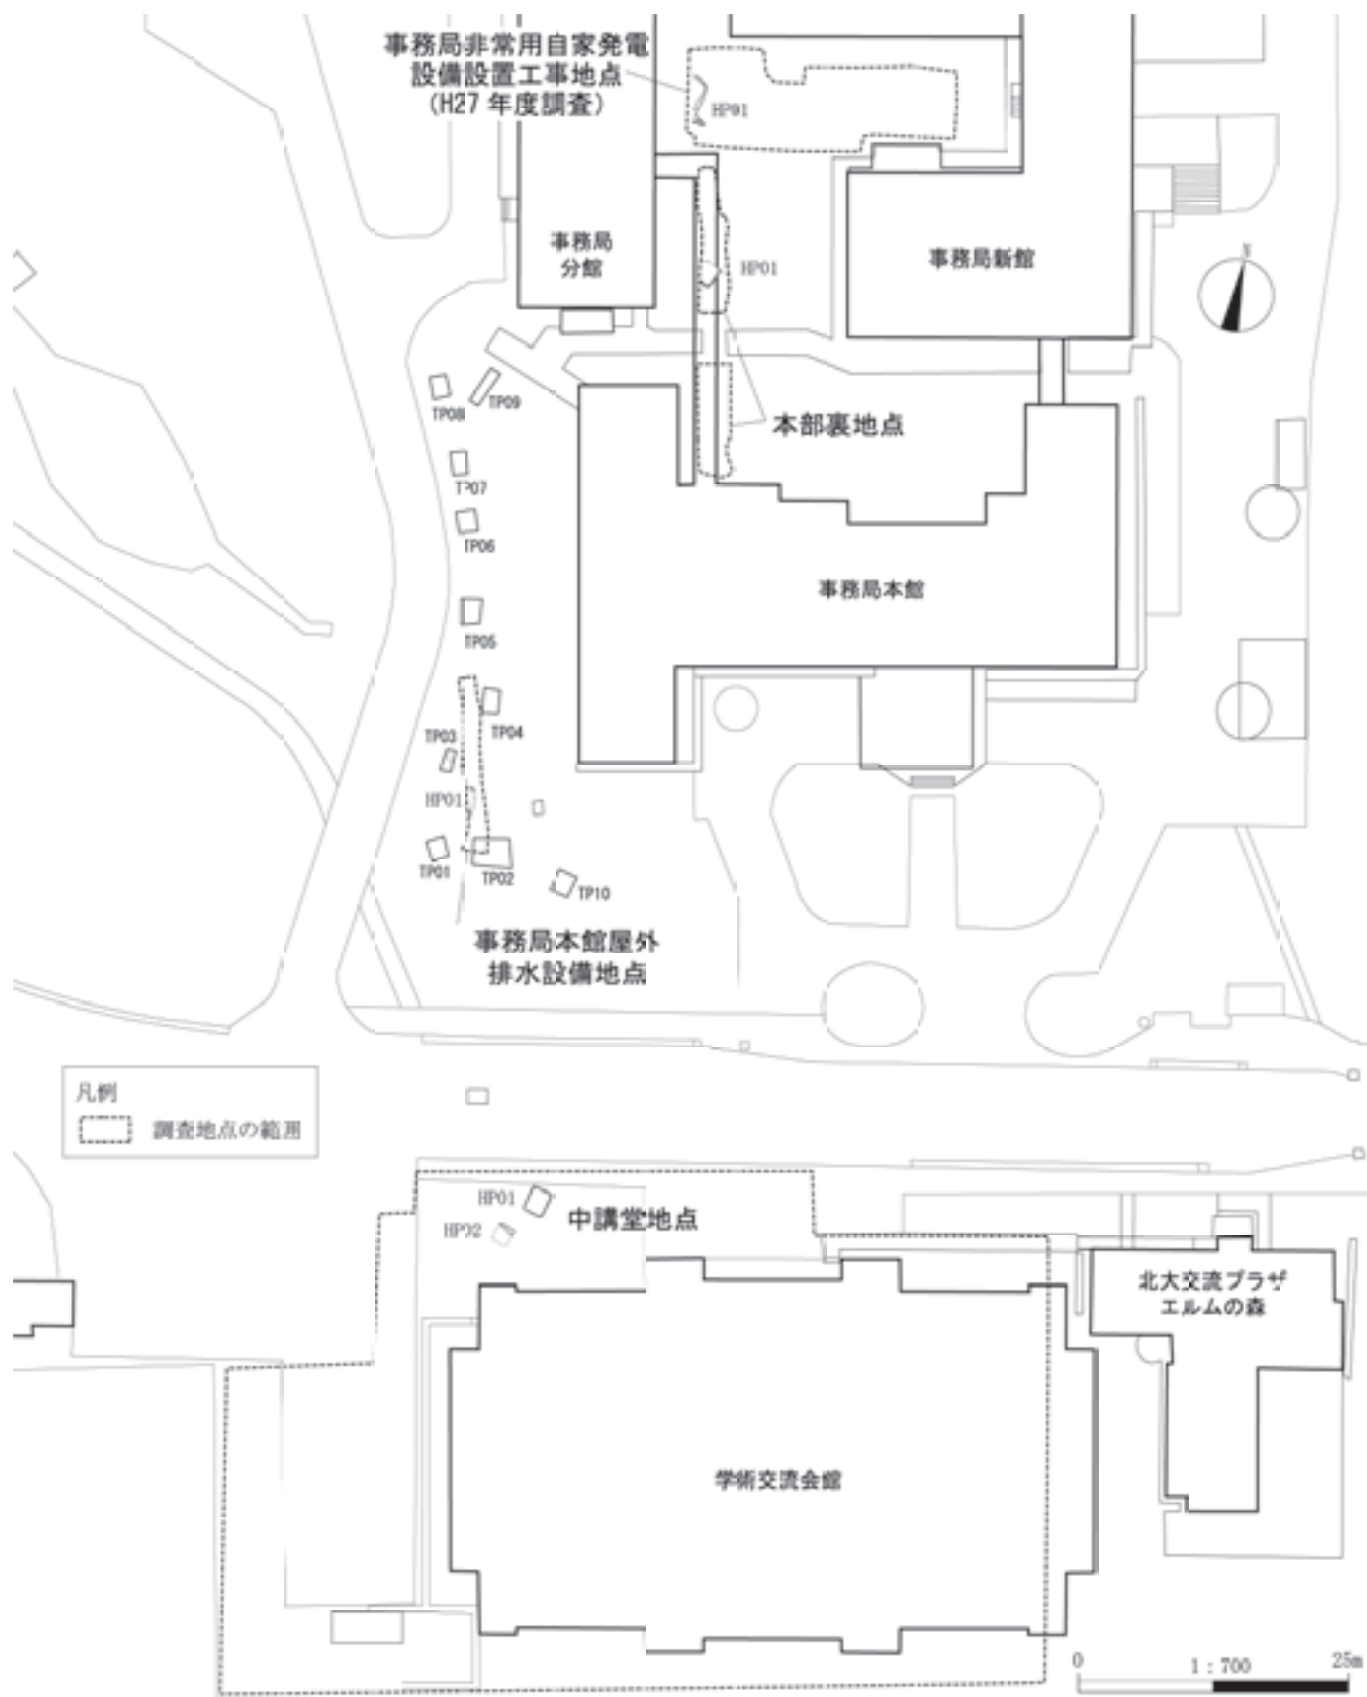 事務局非常用自家発電
設備設置工事地点
(H27 年度調査)
HP01
事務局
分館
HP01
事務局新館
N
TP08
TP09
本部裏地点
TP07
TP06
事務局本館
TP05
TP03
TP04
HP01
TP01
TP02
TP10
事務局本館屋外
排水設備地点
凡例
調査地点の範囲
HP01
中講堂地点
HP02
北大交流プラザ
エルムの森
学術交流会館
0
1:700
25m